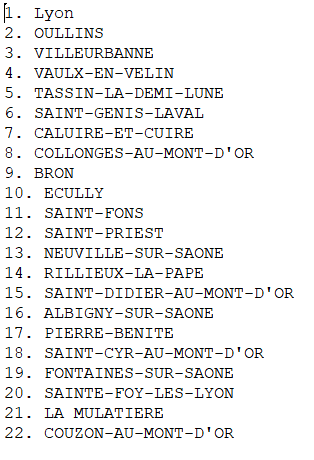 1. Lyon
2. OULLINS
3. VILLEURBANNE
4. VAULX-EN-VELIN
5. TASSIN-LA-DEMI-LUNE
6. SAINT-GENIS-LAVAL
7. CALUIRE-ET-CUIRE
8. COLLONGES-AU-MONT-D'OR
9. BRON
10. ECULLY
11. SAINT-FONS
12. SAINT-PRIEST
13. NEUVILLE-SUR-SAONE
14. RILLIEUX-LA-PAPE
15. SAINT-DIDIER-AU-MONT-D'OR
16. ALBIGNY-SUR-SAONE
17. PIERRE-BENITE
18. SAINT-CYR-AU-MONT-D'OR
19. FONTAINES-SUR-SAONE
20. SAINTE-FOY-LES-LYON
21. LA MULATIERE
22. COUZON-AU-MONT-D'OR